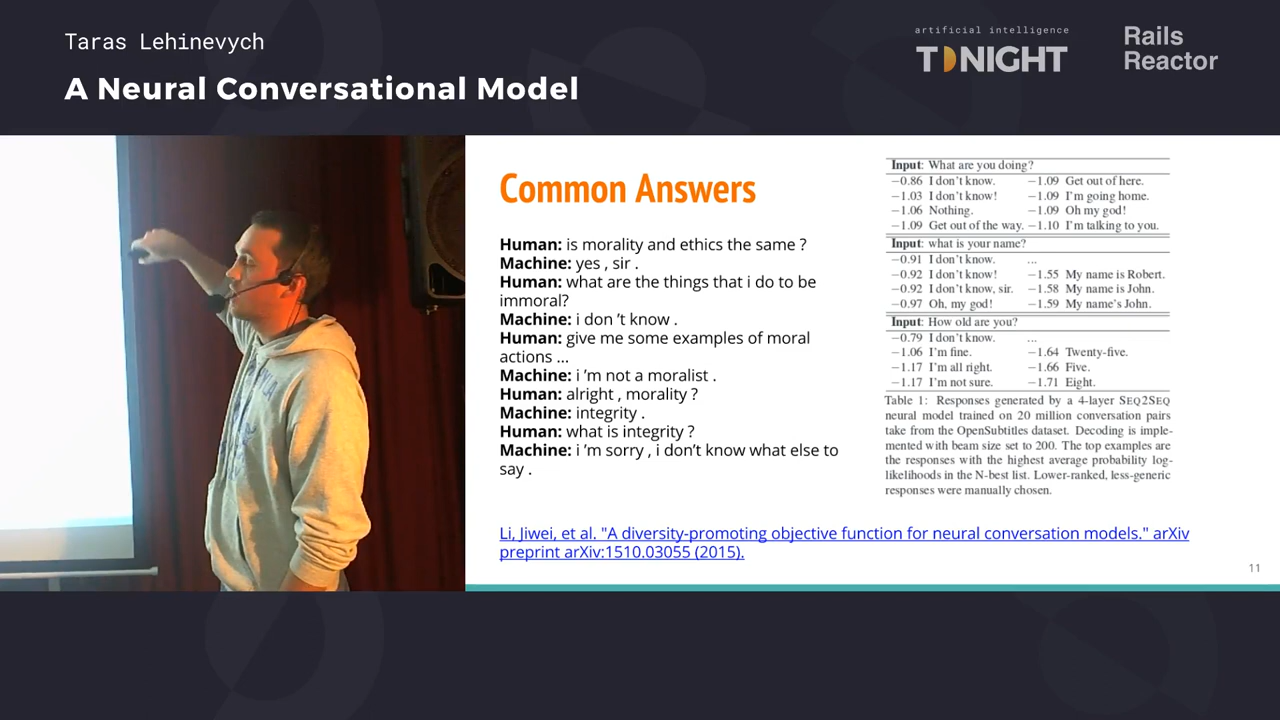 Taras Lehinevych
A Neural Conversational Model
artificial intelligence
TONIGHT
Rails
Reactor
Common Answers
Human: is morality and ethics the same ?
Machine: yes , sir .
Human: what are the things that i do to be
immoral?
Machine: i don 't know .
Human: give me some examples of moral
actions ...
Machine: i 'm not a moralist .
Human: alright , morality ?
Machine: integrity .
Human: what is integrity ?
Machine: i 'm sorry , i don't know what else to
say .
Input: What are you doing?
−0.86 I don't know. −1.09 Get out of here.
−1.03 I don't know! −1.09 I'm going home.
−1.06 Nothing. −1.09 Oh my god!
−1.09 Get out of the way. −1.10 I'm talking to you.
Input: what is your name?
−0.91 I don't know. ...
−0.92 I don't know! −1.55 My name is Robert.
−0.92 I don't know, sir. −1.58 My name is John.
−0.97 Oh, my god! −1.59 My name's John.
Input: How old are you?
−0.79 I don't know. ...
−1.06 I'm fine. −1.64 Twenty-five.
−1.17 I'm all right. −1.66 Five.
−1.17 I'm not sure. −1.71 Eight.
Table 1: Responses generated by a 4-layer SEQ2SEQ
neural model trained on 20 million conversation pairs
take from the OpenSubtitles dataset. Decoding is imple-
mented with beam size set to 200. The top examples are
the responses with the highest average probability log-
likelihoods in the N-best list. Lower-ranked, less-generic
responses were manually chosen.
Li, Jiwei, et al. "A diversity-promoting objective function for neural conversation models." arXiv
preprint arXiv:1510.03055 (2015).
11